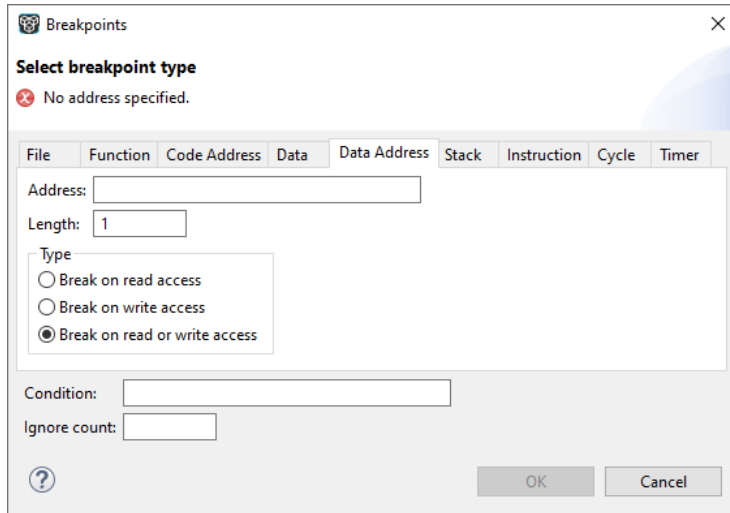 Breakpoints
Select breakpoint type
No address specified.
File Function Code Address Data Data Address Stack Instruction Cycle Timer
Address:
Length: 1
Type
Break on read access
Break on write access
Break on read or write access
Condition:
Ignore count:
? OK Cancel